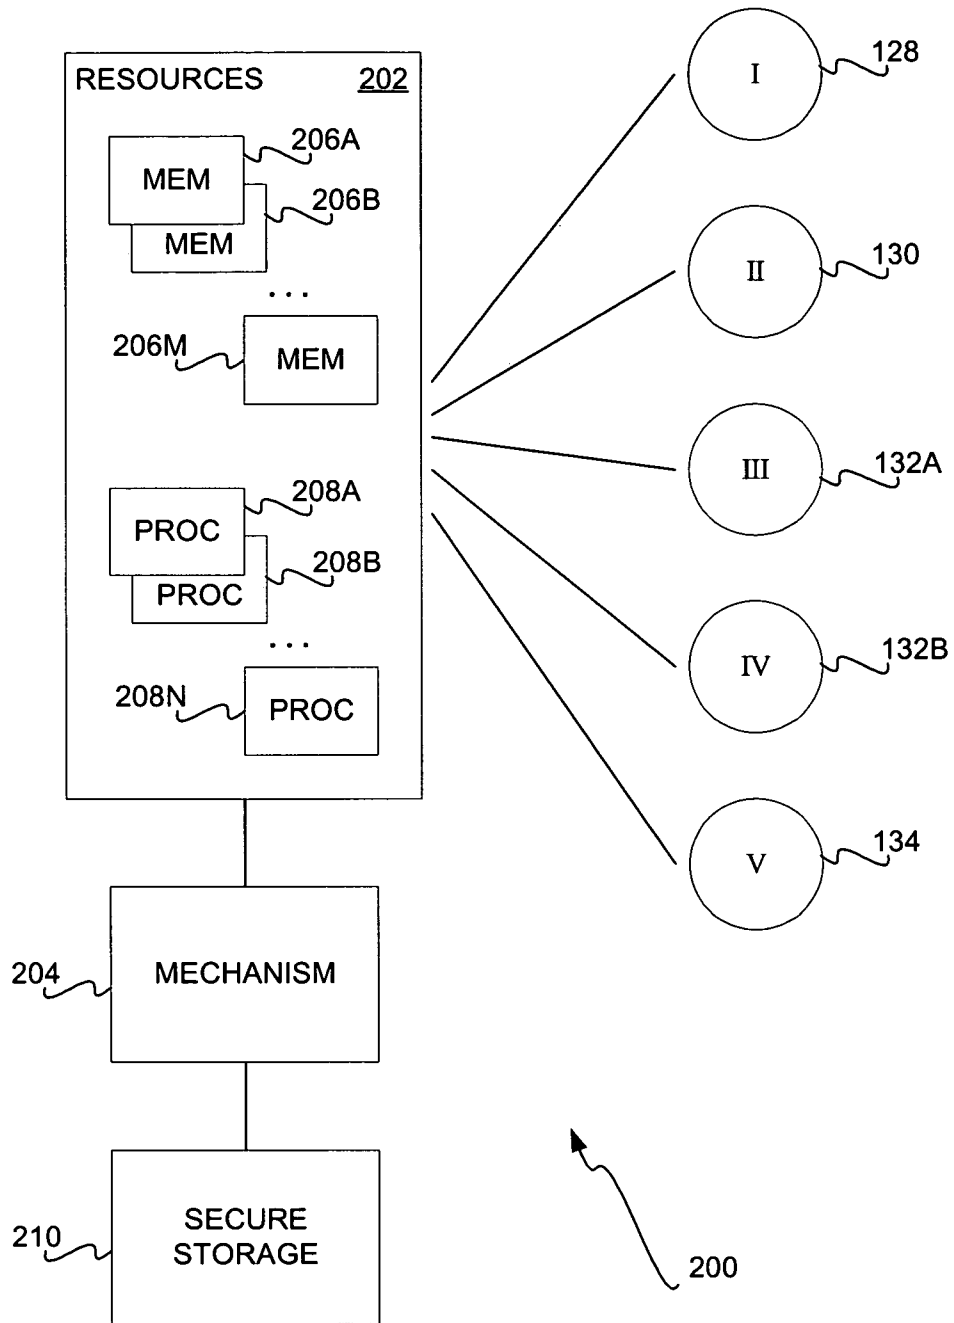 RESOURCES 202
206A
MEM
206B
MEM
...
206M
MEM
208A
PROC
208B
PROC
...
208N
PROC
I
128
II
130
III
132A
IV
132B
V
134
204
MECHANISM
210
SECURE
STORAGE
200